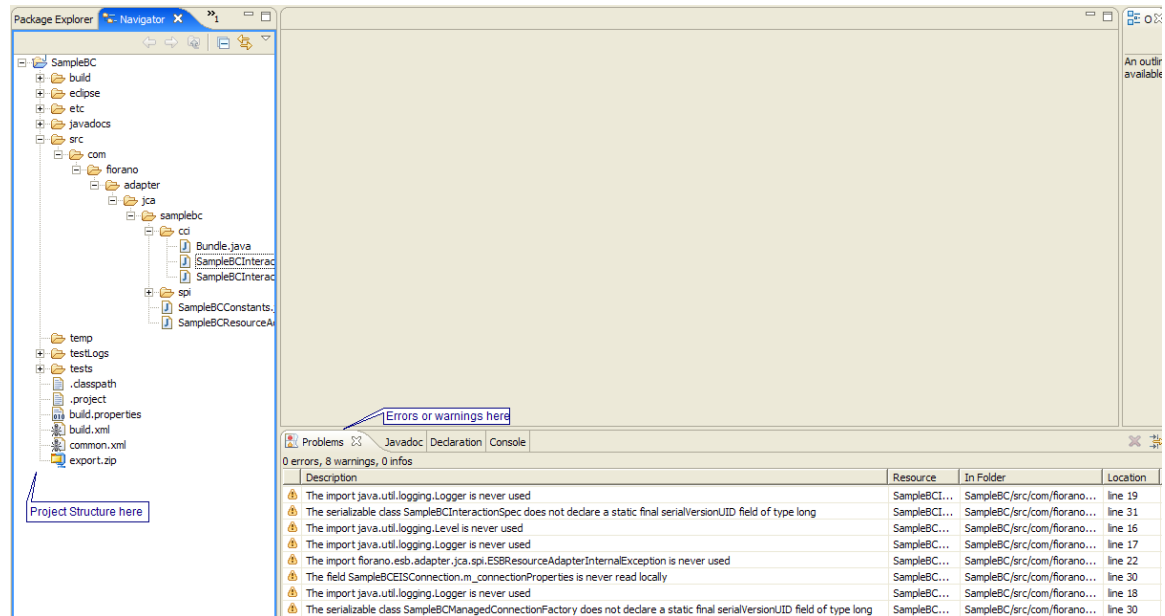 Package Explorer Navigator »1
SampleBC
build
eclipse
etc
javadocs
src
com
fiorano
adapter
jca
samplebc
cci
Bundle.java
SampleBCInterac
SampleBCInterac
spi
SampleBCConstants.
SampleBCResourceA
temp
testLogs
tests
.classpath
.project
build.properties
build.xml
common.xml
export.zip
Project Structure here
An outlin
available
Errors or warnings here
Problems Javadoc Declaration Console
0 errors, 8 warnings, 0 infos
Description Resource In Folder Location
The import java.util.logging.Logger is never used SampleBCI... SampleBC/src/com/fiorano... line 19
The serializable class SampleBCInteractionSpec does not declare a static final serialVersionUID field of type long SampleBCI... SampleBC/src/com/fiorano... line 31
The import java.util.logging.Level is never used SampleBC... SampleBC/src/com/fiorano... line 16
The import java.util.logging.Logger is never used SampleBC... SampleBC/src/com/fiorano... line 17
The import fiorano.esb.adapter.jca.spi.ESBResourceAdapterInternalException is never used SampleBC... SampleBC/src/com/fiorano... line 22
The field SampleBCEISConnection.m_connectionProperties is never read locally SampleBC... SampleBC/src/com/fiorano... line 30
The import java.util.logging.Logger is never used SampleBC... SampleBC/src/com/fiorano... line 18
The serializable class SampleBCManagedConnectionFactory does not declare a static final serialVersionUID field of type long SampleBC... SampleBC/src/com/fiorano... line 30